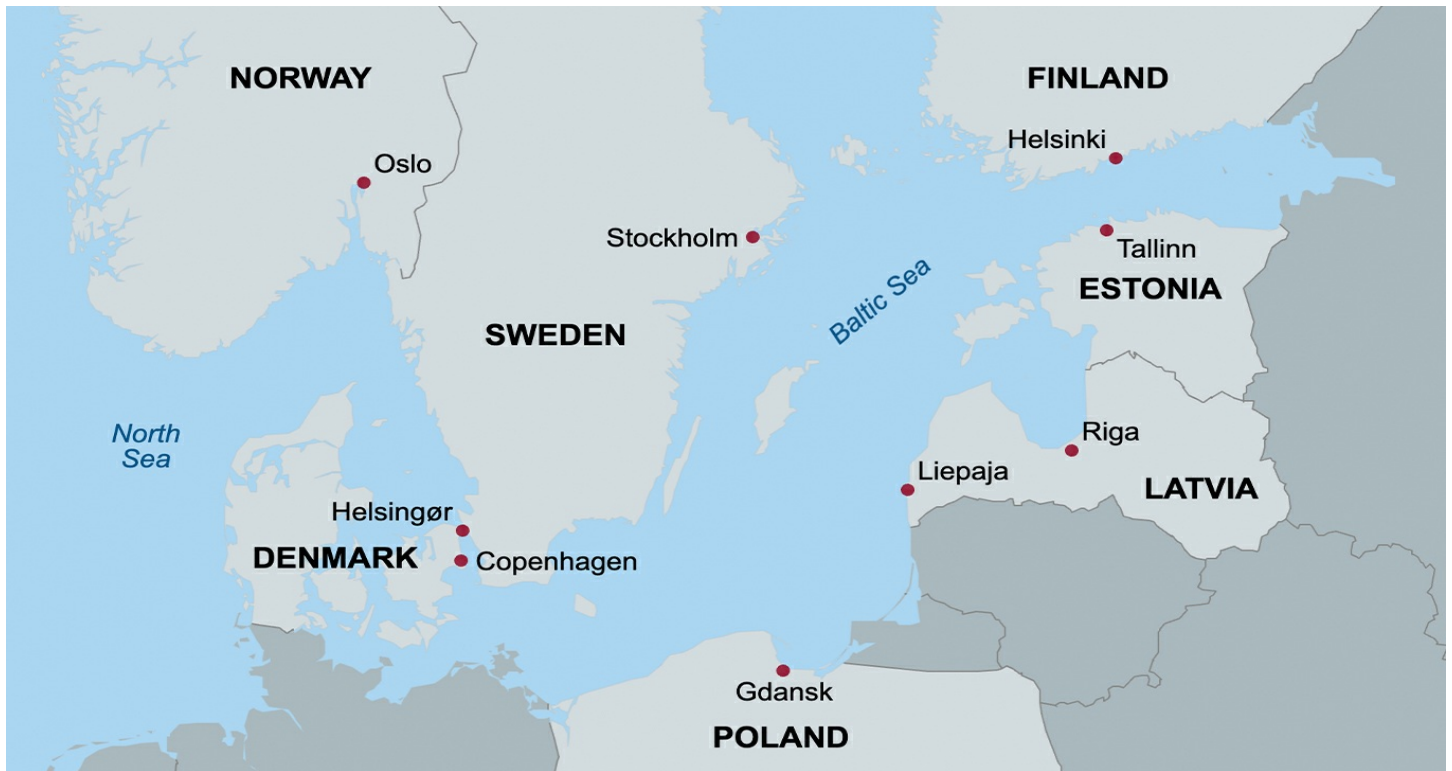 NORWAY
FINLAND
Helsinki
Oslo
Stockholm
Tallinn
Baltic Sea
ESTONIA
SWEDEN
North
Sea
Riga
Liepaja
LATVIA
Helsingør
DENMARK
Copenhagen
Gdansk
POLAND